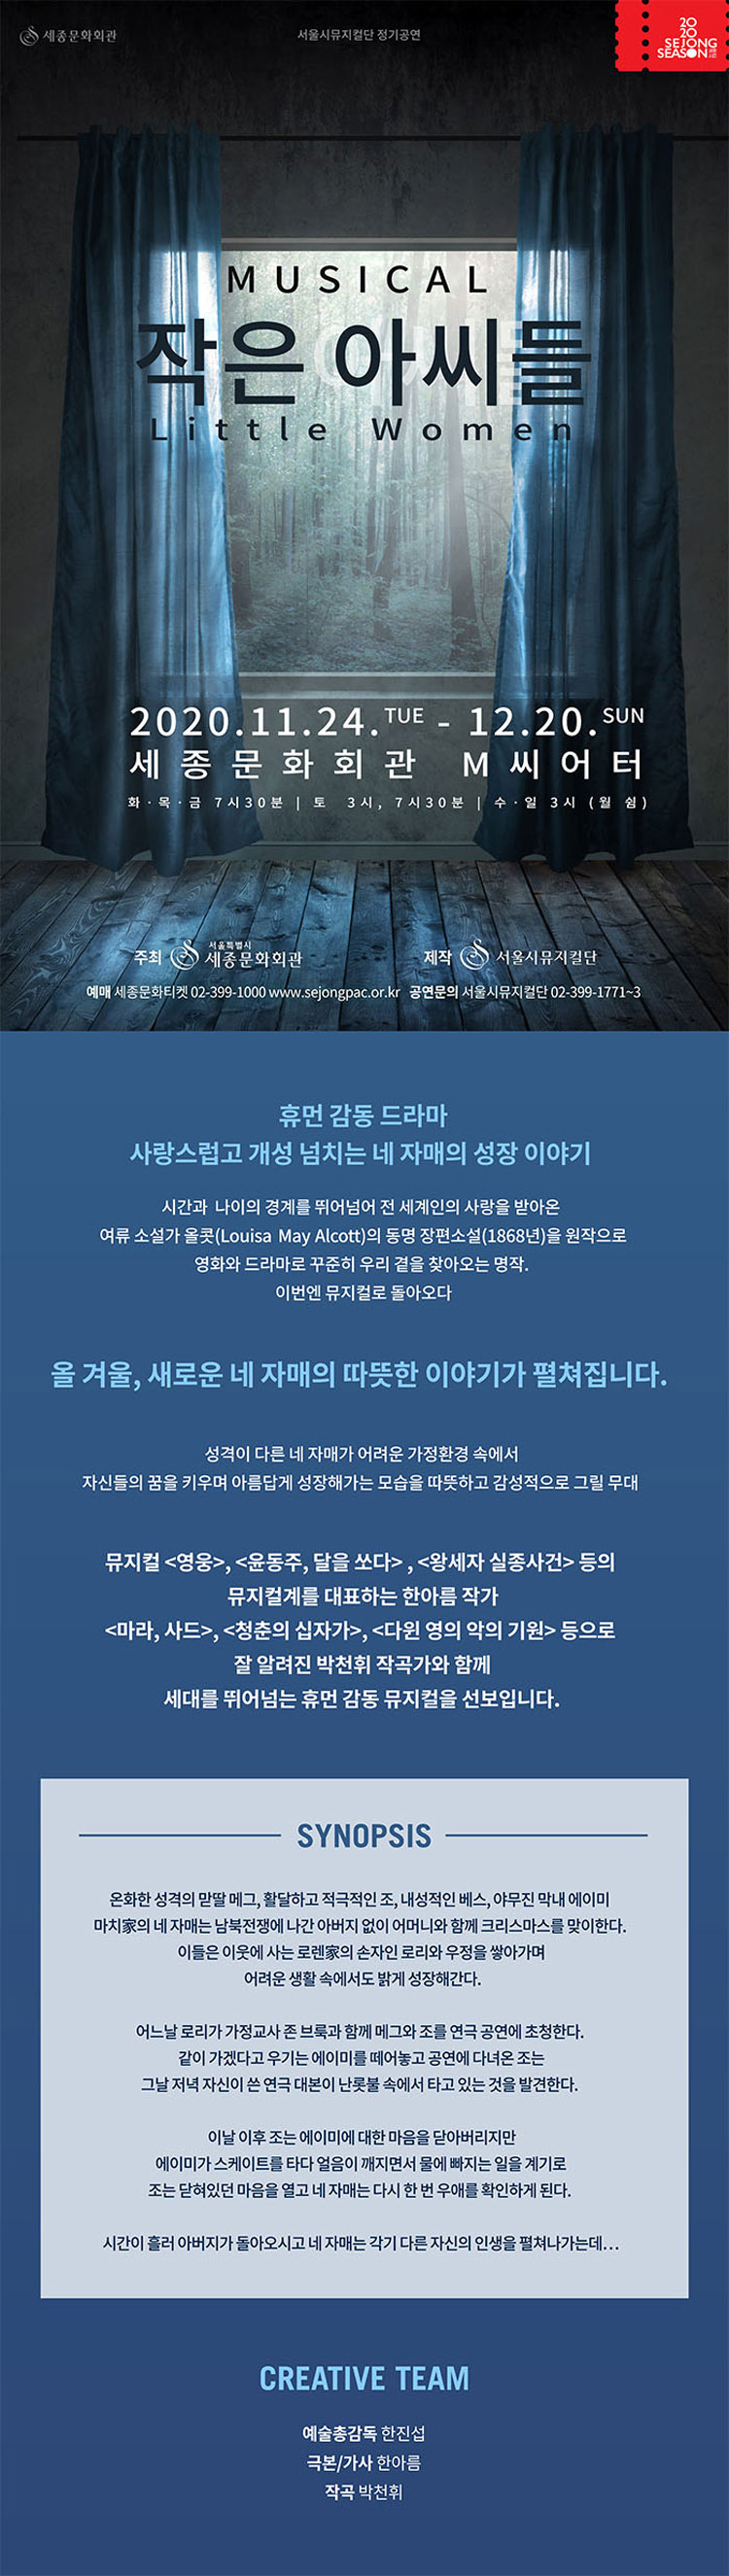 세종문화회관
서울시뮤지컬단 정기공연
20
20
SEJONG
SEASON
MUSICAL
작은 아씨들
Little Women
2020.11.24.TUE - 12.20.SUN
세종문화회관 M씨어터
화·목·금 7시30분 | 토 3시, 7시30분 | 수·일 3시 (월 쉼)
주최 서울특별시 세종문화회관 제작 서울시뮤지컬단
예매 세종문화티켓 02-399-1000 www.sejongpac.or.kr 공연문의 서울시뮤지컬단 02-399-1771~3
휴먼 감동 드라마
사랑스럽고 개성 넘치는 네 자매의 성장 이야기
시간과 나이의 경계를 뛰어넘어 전 세계인의 사랑을 받아온
여류 소설가 올콧(Louisa May Alcott)의 동명 장편소설(1868년)을 원작으로
영화와 드라마로 꾸준히 우리 곁을 찾아오는 명작.
이번엔 뮤지컬로 돌아오다
올 겨울, 새로운 네 자매의 따뜻한 이야기가 펼쳐집니다.
성격이 다른 네 자매가 어려운 가정환경 속에서
자신들의 꿈을 키우며 아름답게 성장해가는 모습을 따뜻하고 감성적으로 그릴 무대
뮤지컬 <영웅>, <윤동주, 달을 쏘다> , <왕세자 실종사건> 등의
뮤지컬계를 대표하는 한아름 작가
<마라, 사드>, <청춘의 십자가>, <다윈 영의 악의 기원> 등으로
잘 알려진 박천휘 작곡가와 함께
세대를 뛰어넘는 휴먼 감동 뮤지컬을 선보입니다.
SYNOPSIS
온화한 성격의 맏딸 메그, 활달하고 적극적인 조, 내성적인 베스, 야무진 막내 에이미
마치家의 네 자매는 남북전쟁에 나간 아버지 없이 어머니와 함께 크리스마스를 맞이한다.
이들은 이웃에 사는 로렌家의 손자인 로리와 우정을 쌓아가며
어려운 생활 속에서도 밝게 성장해간다.
어느날 로리가 가정교사 존 브룩과 함께 메그와 조를 연극 공연에 초청한다.
같이 가겠다고 우기는 에이미를 떼어놓고 공연에 다녀온 조는
그날 저녁 자신이 쓴 연극 대본이 난롯불 속에서 타고 있는 것을 발견한다.
이날 이후 조는 에이미에 대한 마음을 닫아버리지만
에이미가 스케이트를 타다 얼음이 깨지면서 물에 빠지는 일을 계기로
조는 닫혀있던 마음을 열고 네 자매는 다시 한 번 우애를 확인하게 된다.
시간이 흘러 아버지가 돌아오시고 네 자매는 각기 다른 자신의 인생을 펼쳐나가는데...
CREATIVE TEAM
예술총감독 한진섭
극본/가사 한아름
작곡 박천휘